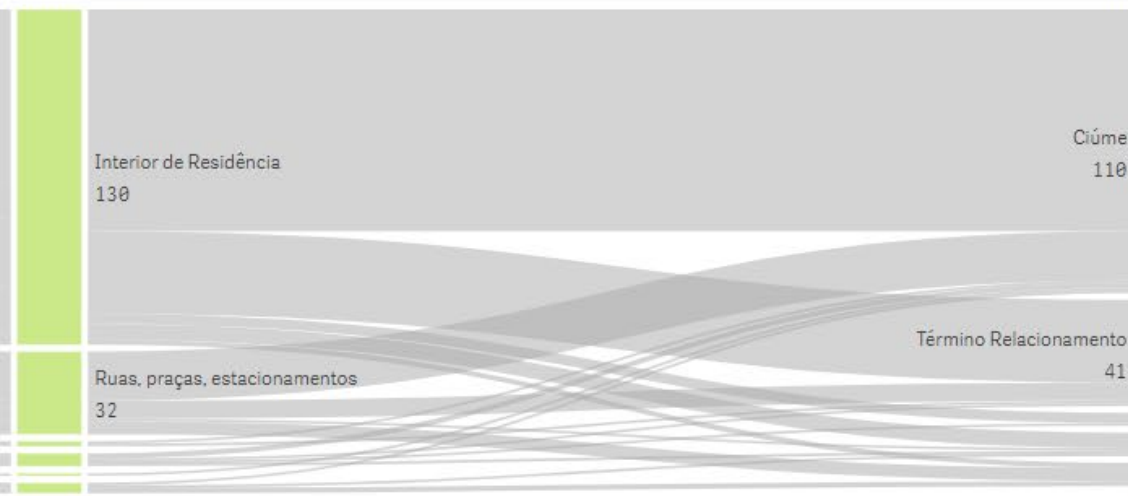 Interior de Residência
130
Ciúme
110
Ruas, praças, estacionamentos
32
Término Relacionamento
41